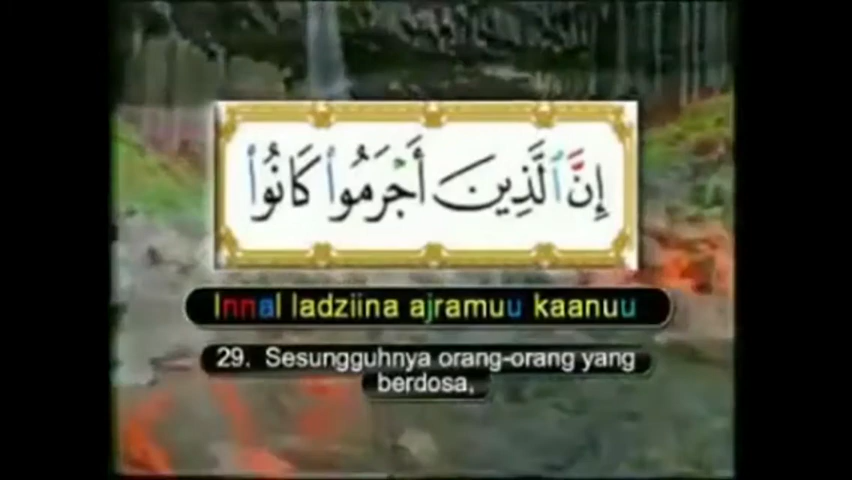 إِنَّ ٱلَّذِينَ أَجْرَمُوا۟ كَانُوا۟
Innal ladziina ajramuu kaanuu
29. Sesungguhnya orang-orang yang
berdosa,